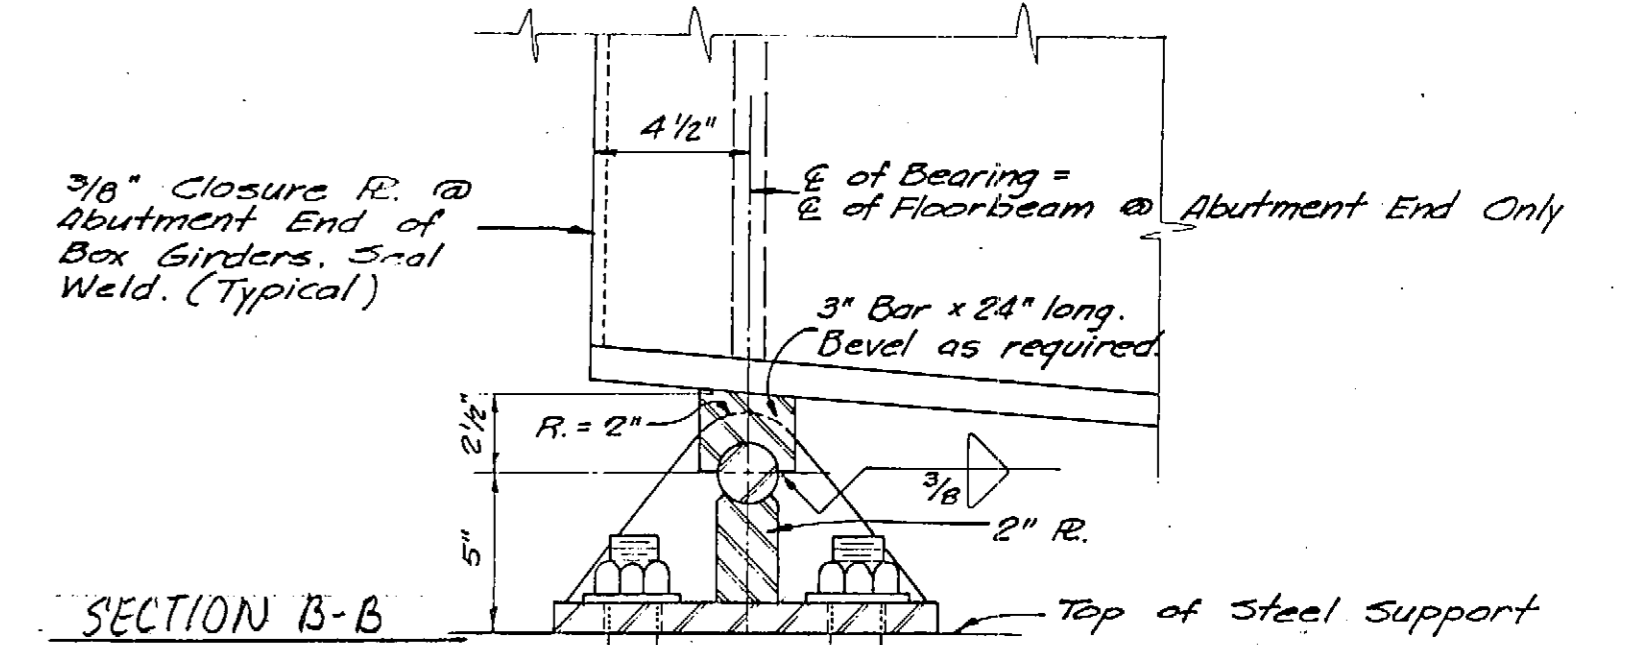 4 1/2"
3/8" Closure PL. @
Abutment End of
Box Girders. Seal
Weld. (Typical)
℄ of Bearing =
℄ of Floorbeam @ Abutment End Only
3" Bar x 24" long.
Bevel as required.
2 1/2"
R. = 2"
3/8
5"
2" PL.
SECTION B-B
Top of Steel Support